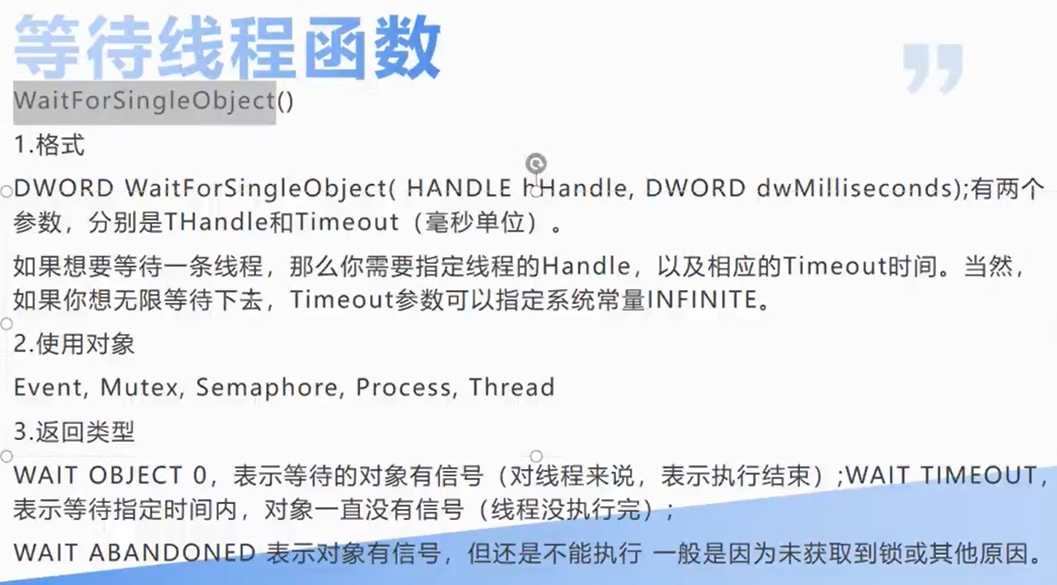 等待线程函数
WaitForSingleObject()
1.格式
DWORD WaitForSingleObject( HANDLE hHandle, DWORD dwMilliseconds);有两个
参数，分别是THandle和Timeout（毫秒单位）。
如果想要等待一条线程，那么你需要指定线程的Handle，以及相应的Timeout时间。当然，
如果你想无限等待下去，Timeout参数可以指定系统常量INFINITE。
2.使用对象
Event, Mutex, Semaphore, Process, Thread
3.返回类型
WAIT OBJECT 0，表示等待的对象有信号（对线程来说，表示执行结束）;WAIT TIMEOUT，
表示等待指定时间内，对象一直没有信号（线程没执行完）;
WAIT ABANDONED 表示对象有信号，但还是不能执行 一般是因为未获取到锁或其他原因。